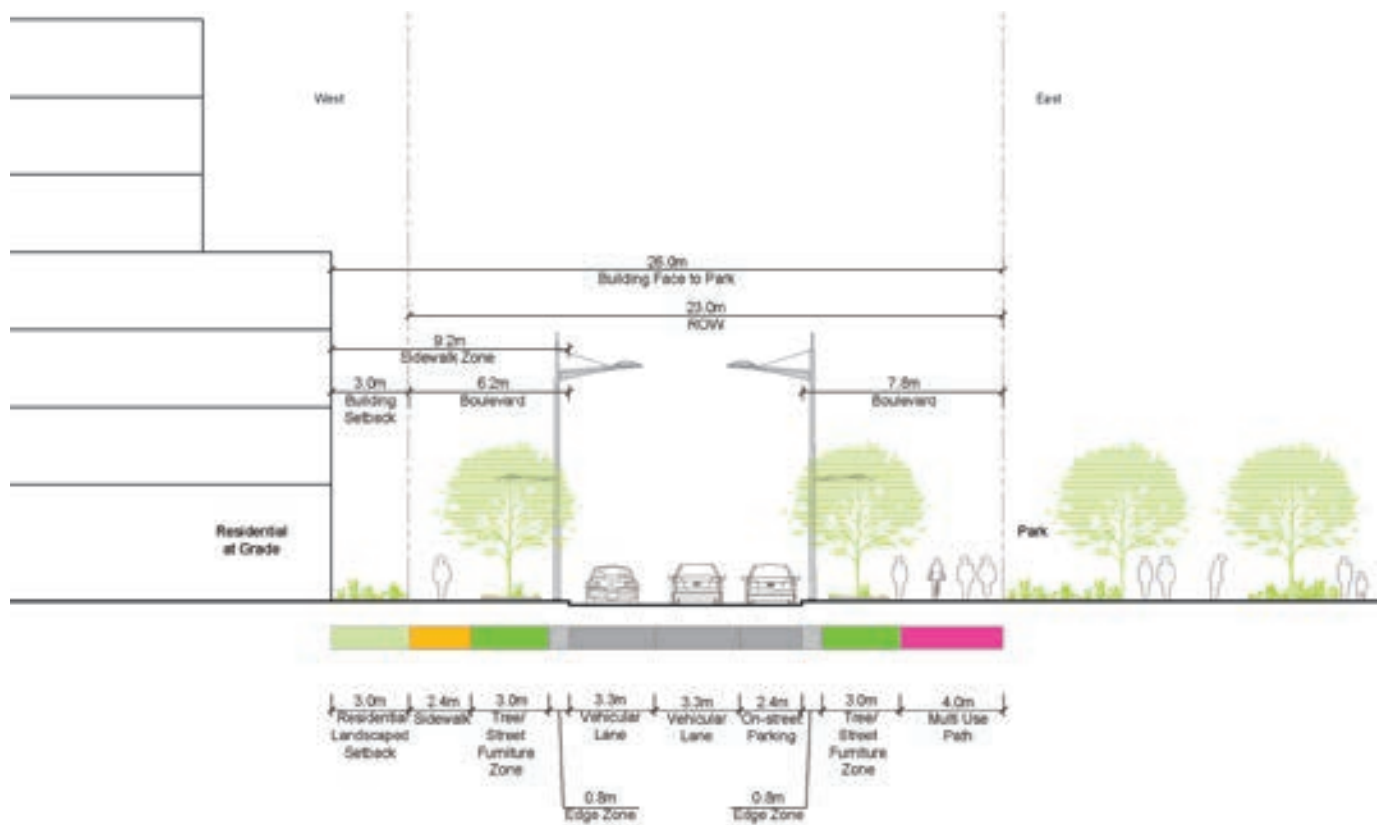 West
East
26.0m
Building Face to Park
23.0m
ROW
9.2m
Sidewalk Zone
3.0m
Building
Setback
6.2m
Boulevard
7.8m
Boulevard
Residential
at Grade
Park
3.0m
Residential
Landscaped
Setback
2.4m
Sidewalk
3.0m
Tree/
Street
Furniture
Zone
3.3m
Vehicular
Lane
3.3m
Vehicular
Lane
2.4m
On-street
Parking
3.0m
Tree/
Street
Furniture
Zone
4.0m
Multi Use
Path
0.8m
Edge Zone
0.8m
Edge Zone